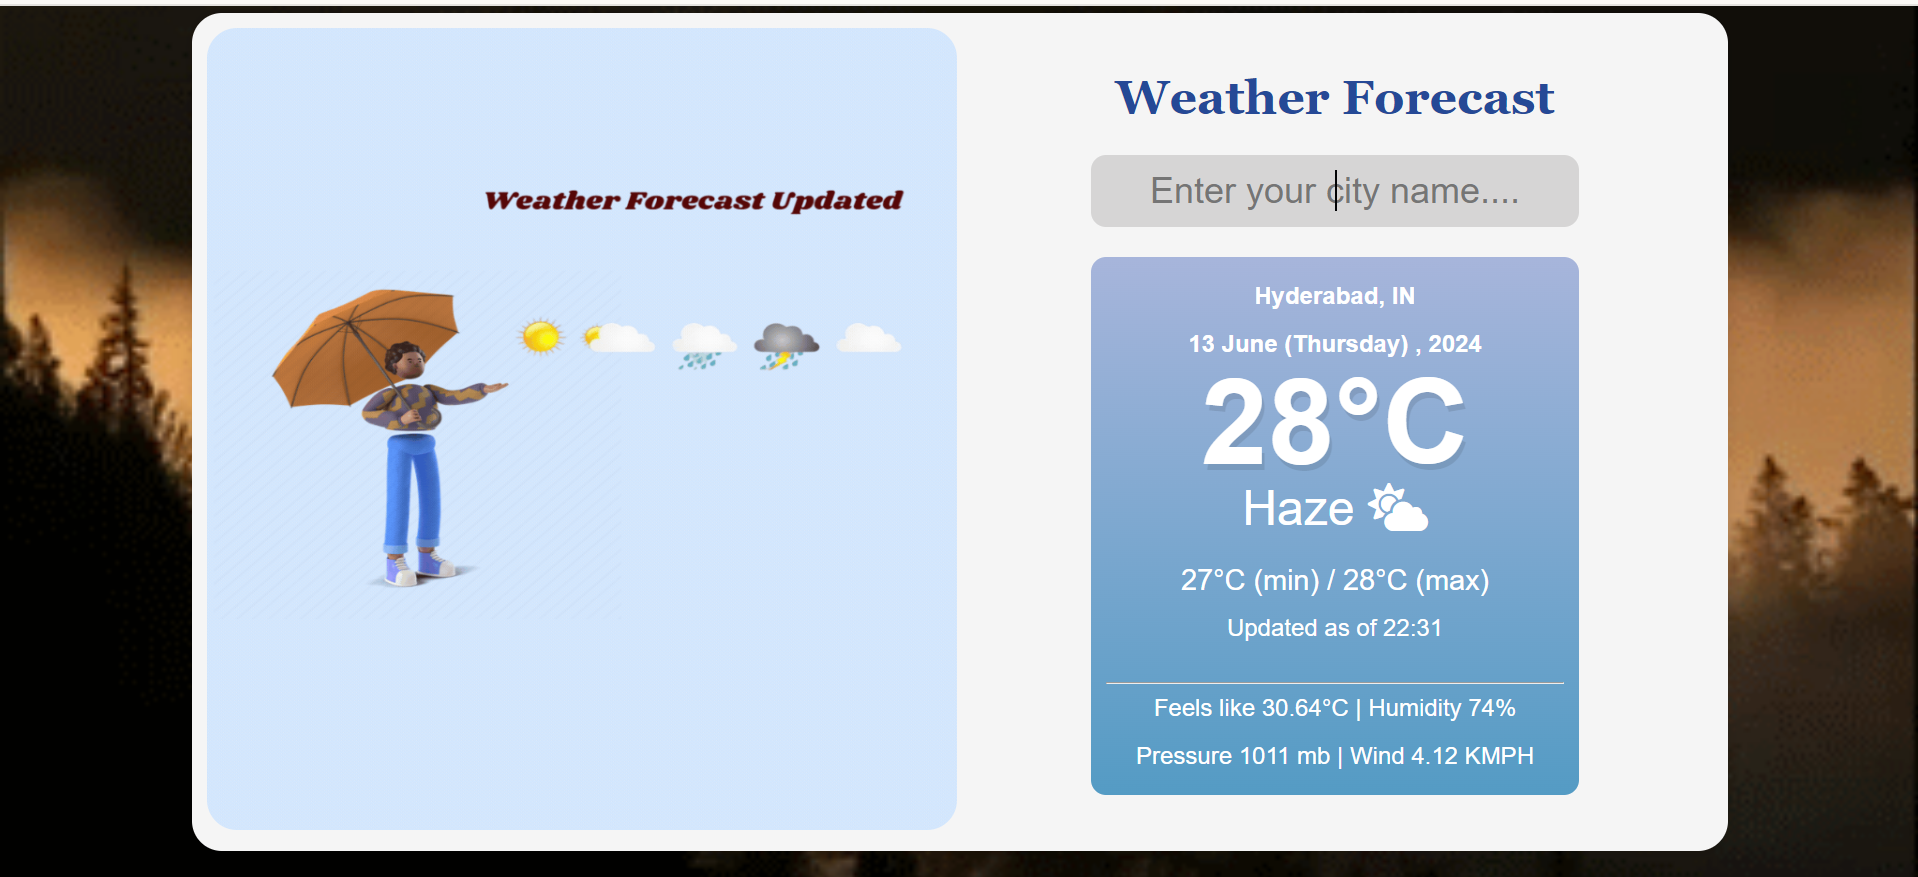 Weather Forecast Updated
Weather Forecast
Enter your city name....
Hyderabad, IN
13 June (Thursday) , 2024
28°C
Haze
27°C (min) / 28°C (max)
Updated as of 22:31
Feels like 30.64°C | Humidity 74%
Pressure 1011 mb | Wind 4.12 KMPH